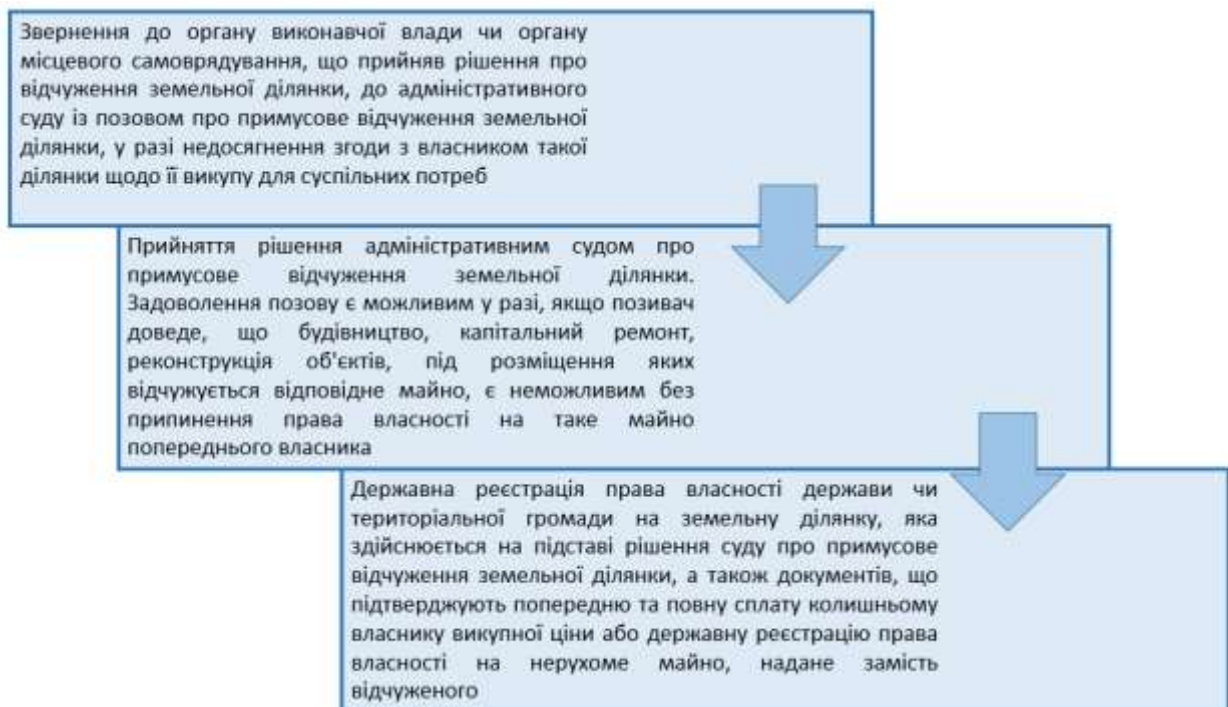 Звернення до органу виконавчої влади чи органу
місцевого самоврядування, що прийняв рішення про
відчуження земельної ділянки, до адміністративного
суду із позовом про примусове відчуження земельної
ділянки, у разі недосягнення згоди з власником такої
ділянки щодо її викупу для суспільних потреб
Прийняття рішення адміністративним судом про
примусове відчуження земельної ділянки.
Задоволення позову є можливим у разі, якщо позивач
доведе, що будівництво, капітальний ремонт,
реконструкція об'єктів, під розміщення яких
відчужується відповідне майно, є неможливим без
припинення права власності на таке майно
попереднього власника
Державна реєстрація права власності держави чи
територіальної громади на земельну ділянку, яка
здійснюється на підставі рішення суду про примусове
відчуження земельної ділянки, а також документів, що
підтверджують попередню та повну сплату колишньому
власнику викупної ціни або державну реєстрацію права
власності на нерухоме майно, надане замість
відчуженого